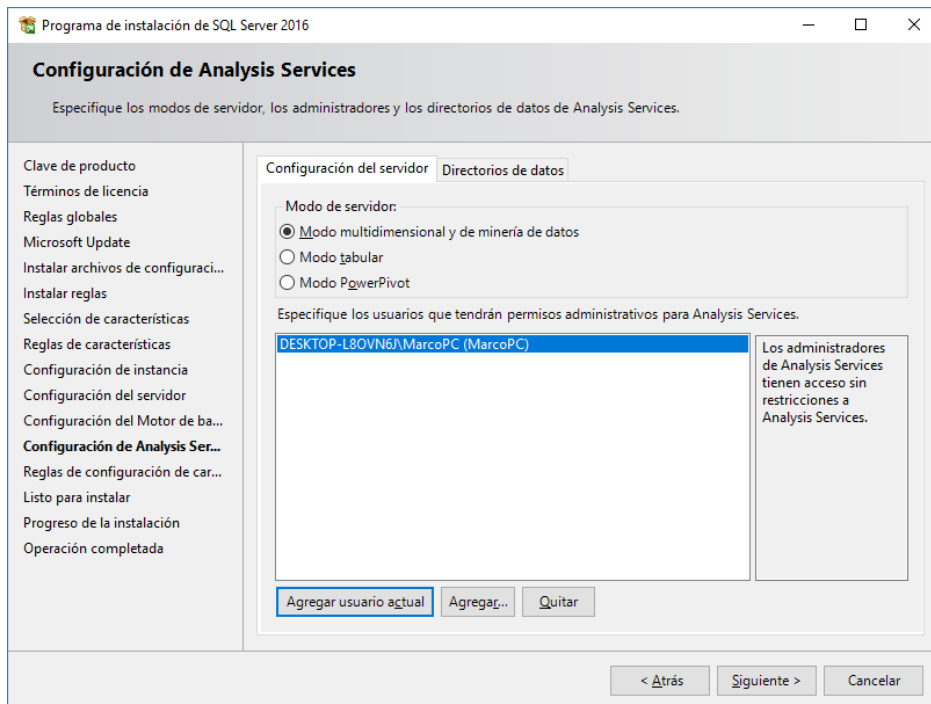 Programa de instalación de SQL Server 2016
Configuración de Analysis Services
Especifique los modos de servidor, los administradores y los directorios de datos de Analysis Services.
Clave de producto
Términos de licencia
Reglas globales
Microsoft Update
Instalar archivos de configuraci...
Instalar reglas
Selección de características
Reglas de características
Configuración de instancia
Configuración del servidor
Configuración del Motor de ba...
Configuración de Analysis Ser...
Reglas de configuración de car...
Listo para instalar
Progreso de la instalación
Operación completada
Configuración del servidor Directorios de datos
Modo de servidor:
Modo multidimensional y de minería de datos
Modo tabular
Modo PowerPivot
Especifique los usuarios que tendrán permisos administrativos para Analysis Services.
DESKTOP-L8OVN6J\MarcoPC (MarcoPC)
Los administradores
de Analysis Services
tienen acceso sin
restricciones a
Analysis Services.
Agregar usuario actual Agregar... Quitar
< Atrás Siguiente > Cancelar